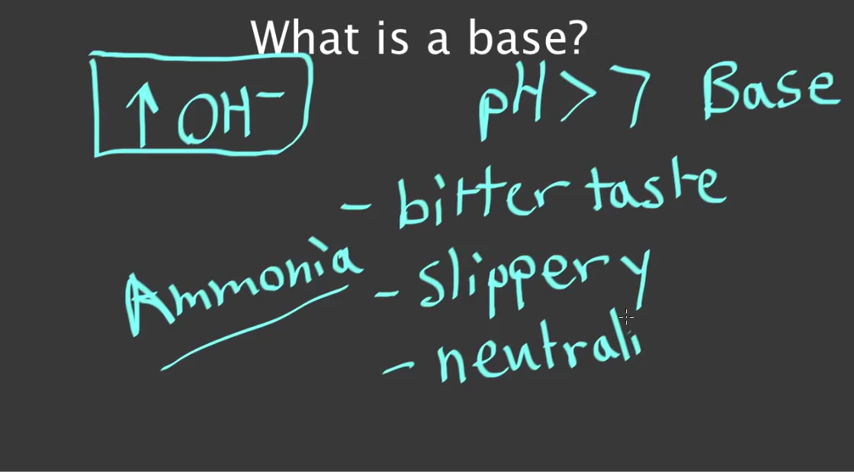 What is a base?
↑ OH⁻
pH > 7 Base
- bitter taste
Ammonia
- slippery
- neutrali